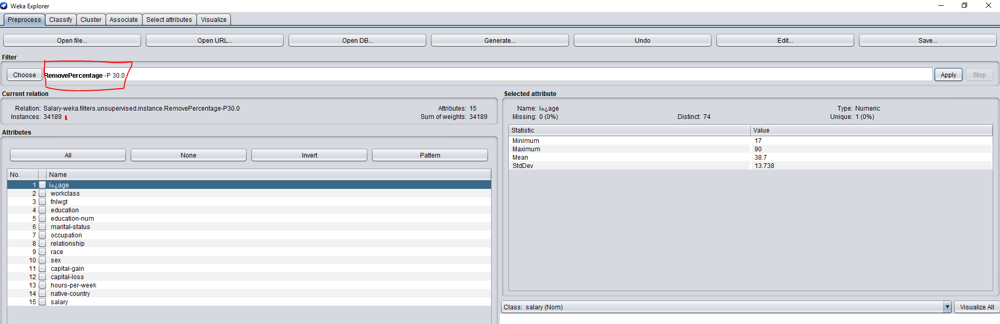 Weka Explorer
Preprocess Classify Cluster Associate Select attributes Visualize
Open file... Open URL... Open DB... Generate... Undo Edit... Save...
Filter
Choose RemovePercentage -P 30.0 Apply Stop
Current relation
Relation: Salary-weka.filters.unsupervised.instance.RemovePercentage-P30.0 Attributes: 15
Instances: 34189 Sum of weights: 34189
Attributes
All None Invert Pattern
No. Name
1 ï»¿age
2 workclass
3 fnlwgt
4 education
5 education-num
6 marital-status
7 occupation
8 relationship
9 race
10 sex
11 capital-gain
12 capital-loss
13 hours-per-week
14 native-country
15 salary
Selected attribute
Name: ï»¿age Type: Numeric
Missing: 0 (0%) Distinct: 74 Unique: 1 (0%)
Statistic Value
Minimum 17
Maximum 90
Mean 38.7
StdDev 13.738
Class: salary (Nom) Visualize All